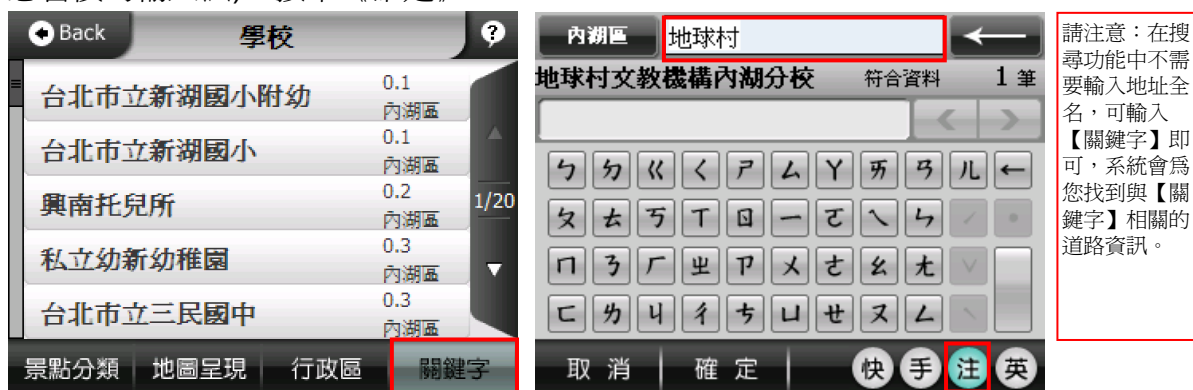 Back
學校
?
台北市立新湖國小附幼
0.1
內湖區
台北市立新湖國小
0.1
內湖區
興南托兒所
0.2
內湖區
1/20
私立幼新幼稚園
0.3
內湖區
台北市立三民國中
0.3
內湖區
景點分類 地圖呈現 行政區 關鍵字
內湖區 地球村
地球村文教機構內湖分校 符合資料 1 筆
ㄅ ㄉ ㄍ ㄑ ㄕ ㄙ ㄚ ㄞ ㄢ ㄦ ←
ㄆ ㄊ ㄎ ㄒ ㄖ ㄧ ㄛ ㄟ ㄣ ˊ ˙
ㄇ ㄋ ㄏ ㄓ ㄗ ㄨ ㄜ ㄠ ㄤ ˇ
ㄈ ㄌ ㄐ ㄔ ㄘ ㄩ ㄝ ㄡ ㄥ ˋ
取消 確定 快 手 注 英
請注意：在搜
尋功能中不需
要輸入地址全
名，可輸入
【關鍵字】即
可，系統會為
您找到與【關
鍵字】相關的
道路資訊。